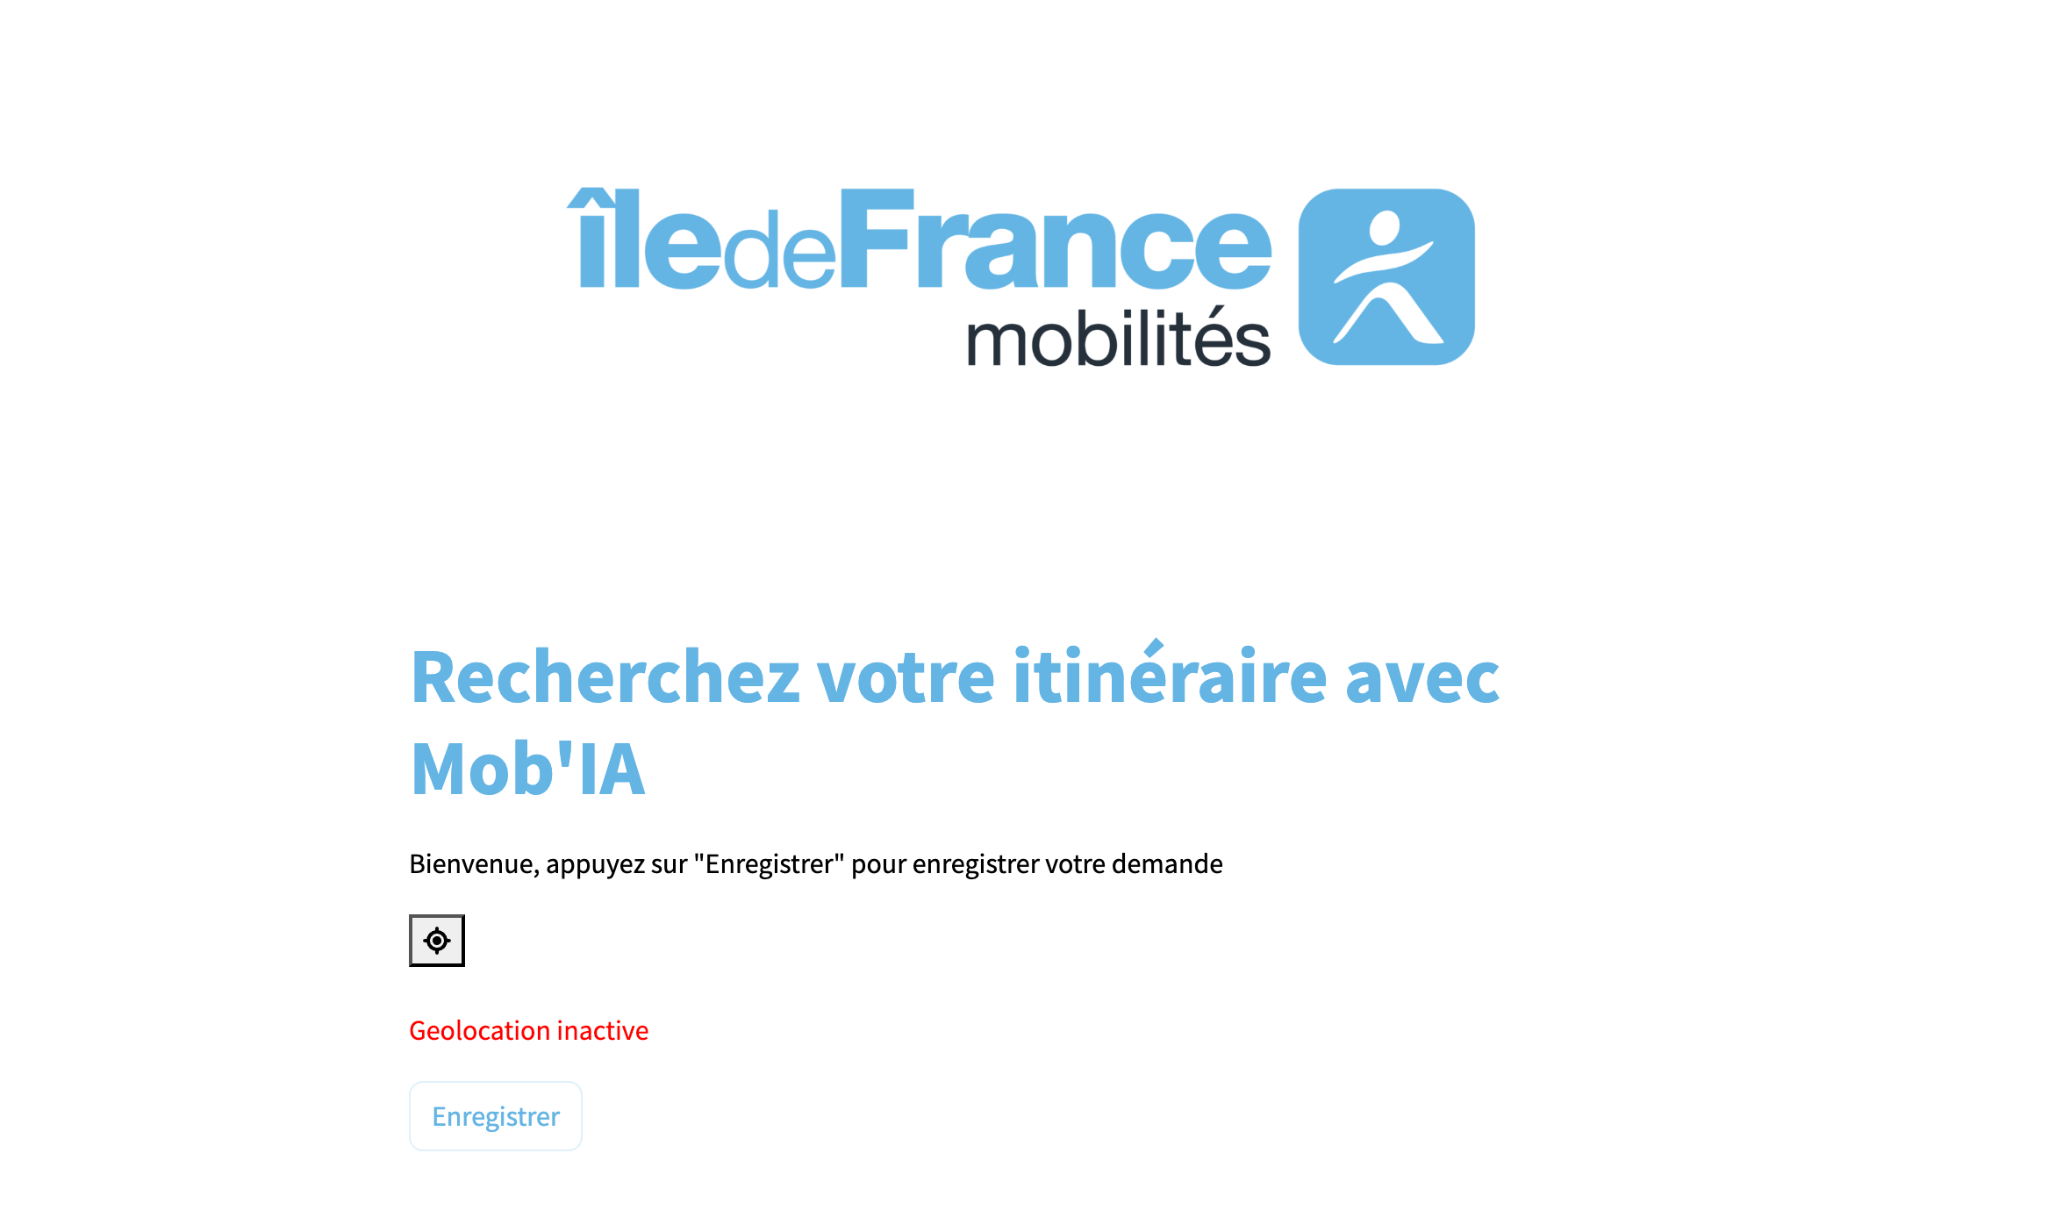 îledeFrance
mobilités
Recherchez votre itinéraire avec
Mob'IA
Bienvenue, appuyez sur "Enregistrer" pour enregistrer votre demande
Geolocation inactive
Enregistrer